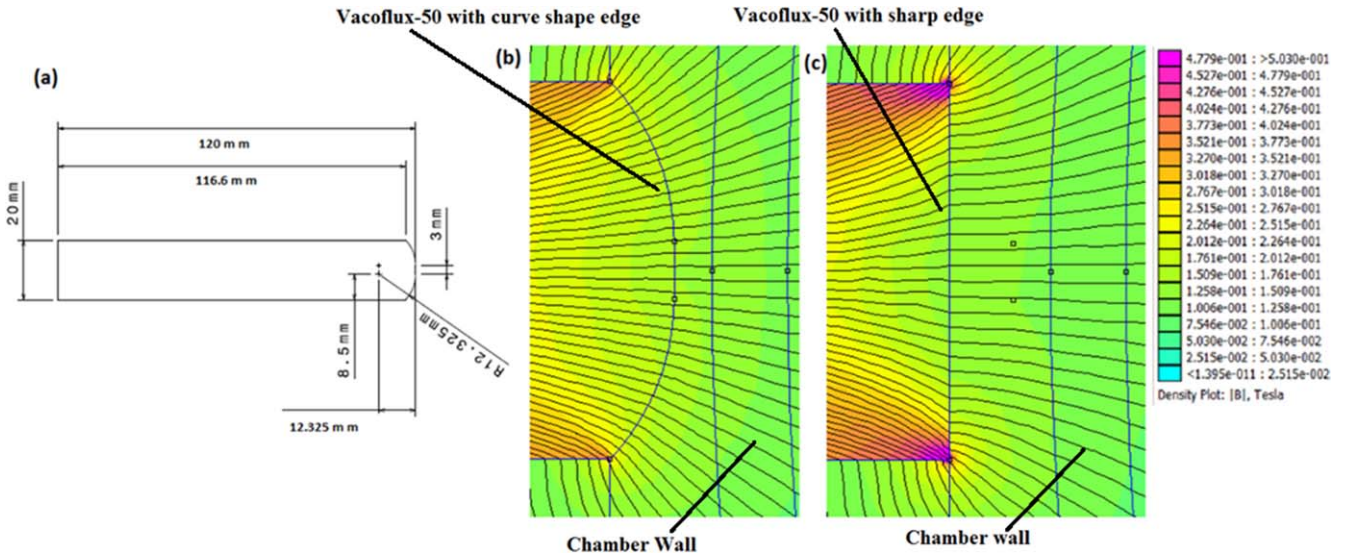 Vacoflux-50 with curve shape edge
Vacoflux-50 with sharp edge
(a)
(b)
(c)
120 m m
116.6 m m
20mm
3mm
8.5mm
R12.325mm
12.325 m m
Chamber Wall
Chamber wall
4.779e-001 : >5.030e-001
4.527e-001 : 4.779e-001
4.276e-001 : 4.527e-001
4.024e-001 : 4.276e-001
3.773e-001 : 4.024e-001
3.521e-001 : 3.773e-001
3.270e-001 : 3.521e-001
3.018e-001 : 3.270e-001
2.767e-001 : 3.018e-001
2.515e-001 : 2.767e-001
2.264e-001 : 2.515e-001
2.012e-001 : 2.264e-001
1.761e-001 : 2.012e-001
1.509e-001 : 1.761e-001
1.258e-001 : 1.509e-001
1.006e-001 : 1.258e-001
7.546e-002 : 1.006e-001
5.030e-002 : 7.546e-002
2.515e-002 : 5.030e-002
<1.395e-011 : 2.515e-002
Density Plot: |B|, Tesla